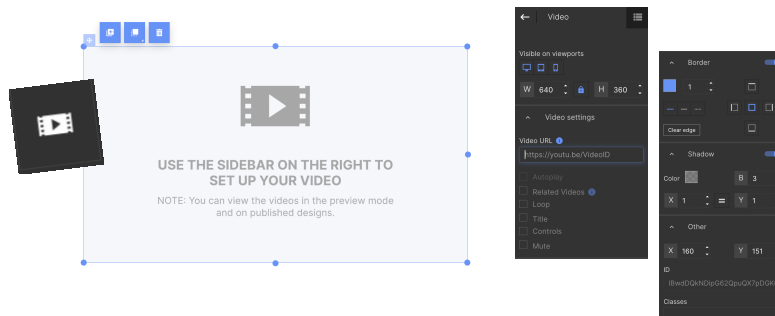 USE THE SIDEBAR ON THE RIGHT TO
SET UP YOUR VIDEO
NOTE: You can view the videos in the preview mode
and on published designs.
Video
Visible on viewports
W 640 H 360
Video settings
Video URL
https://youtu.be/VideoID
Autoplay
Related Videos
Loop
Title
Controls
Mute
Border
1
Clear edge
Shadow
Color B 3
X 1 Y 1
Other
X 160 Y 151
ID
Classes